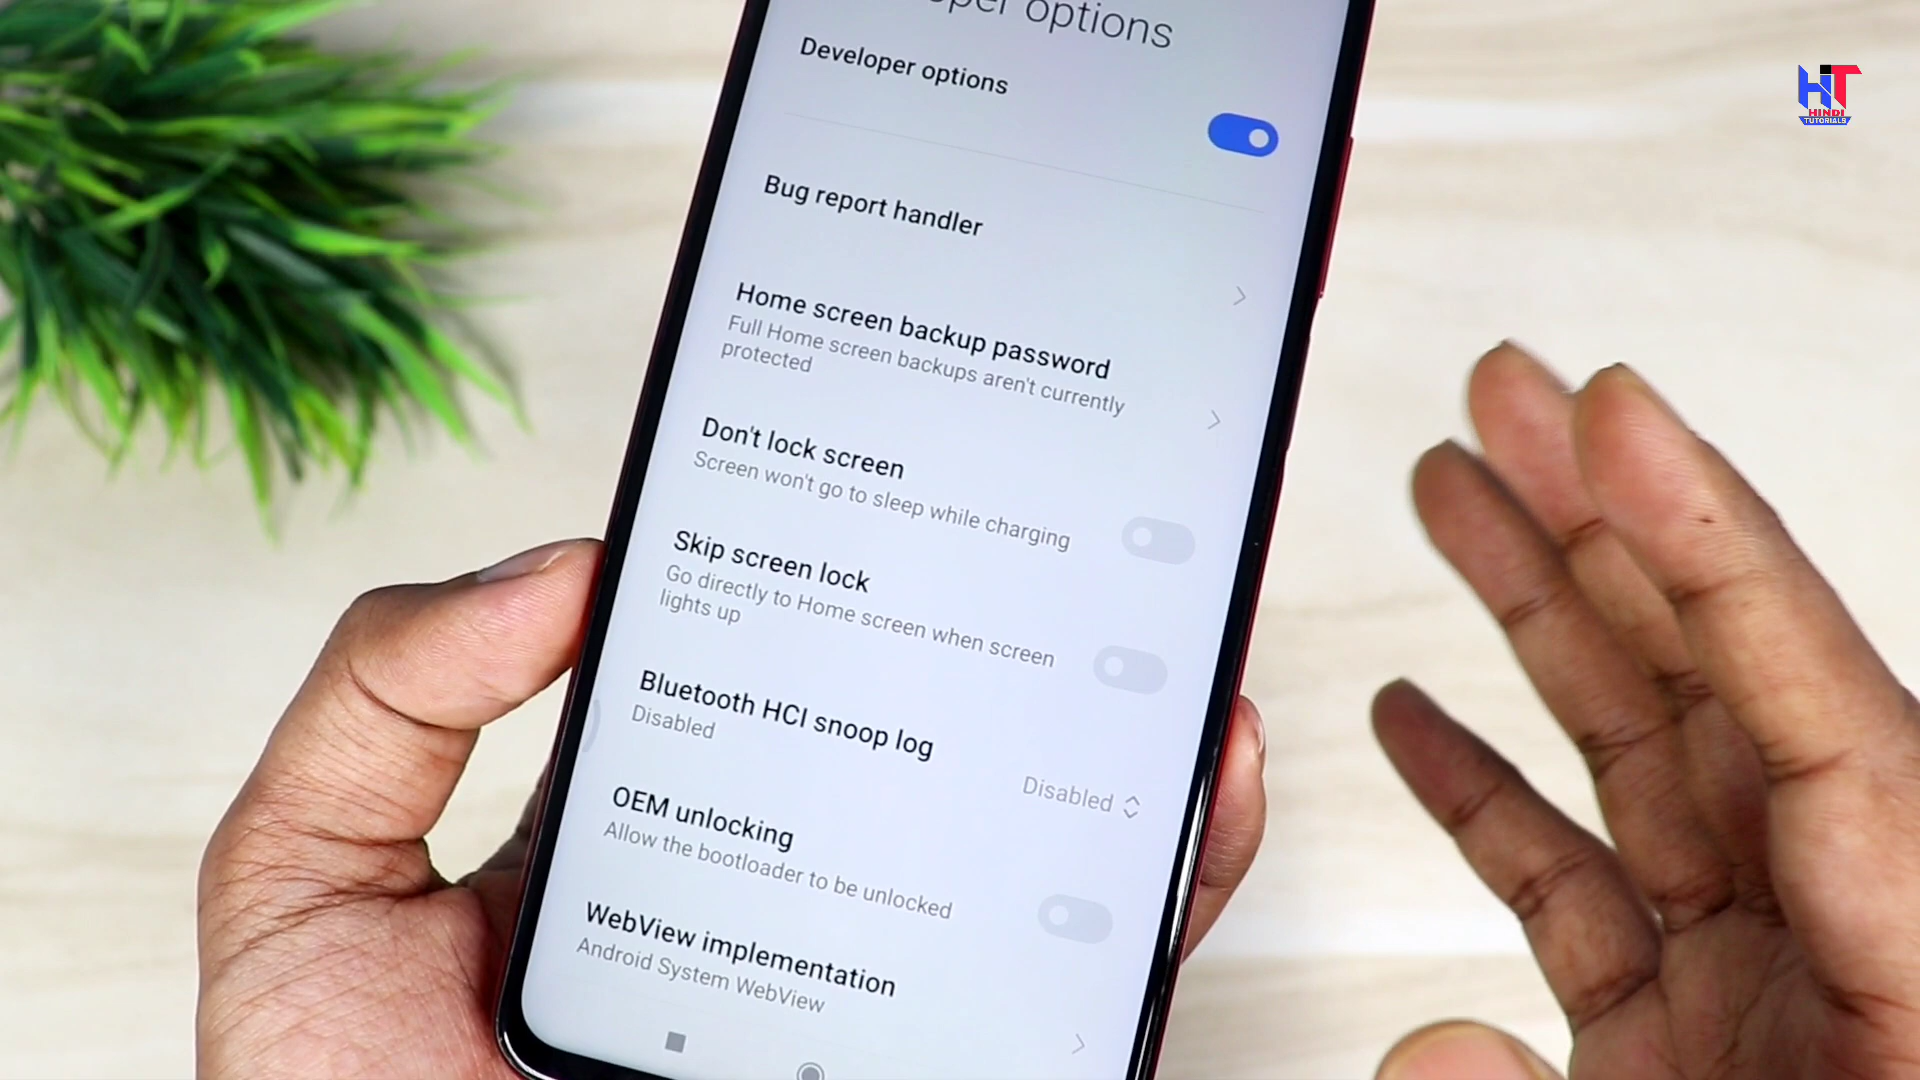 options
Developer options
Bug report handler
Home screen backup password
Full Home screen backups aren't currently
protected
Don't lock screen
Screen won't go to sleep while charging
Skip screen lock
Go directly to Home screen when screen
lights up
Bluetooth HCI snoop log
Disabled
Disabled
OEM unlocking
Allow the bootloader to be unlocked
WebView implementation
Android System WebView
HT
HINDI
TUTORIALS